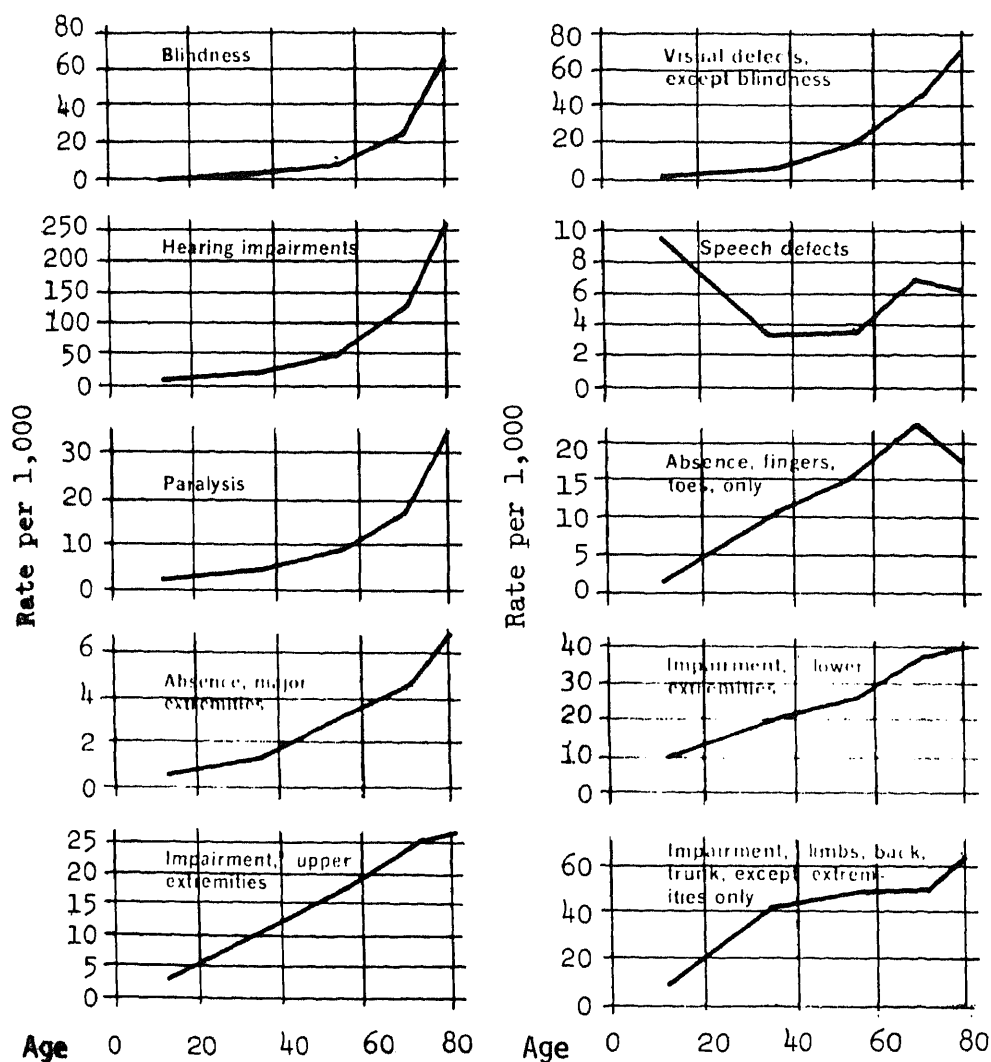 80
60
40
20
0
Blindness
80
60
40
20
0
Visual defects,
except blindness
250
200
150
100
50
0
Hearing impairments
10
8
6
4
2
0
Speech defects
30
20
10
0
Paralysis
20
15
10
5
0
Absence, fingers,
toes, only
6
4
2
0
Absence, major
extremities
40
30
20
10
0
Impairment, lower
extremities
25
20
15
10
5
0
Impairment, upper
extremities
60
40
20
0
Impairment, limbs, back,
trunk, except extrem-
ities only
Rate per 1,000
Rate per 1,000
Age 0 20 40 60 80
Age 0 20 40 60 80